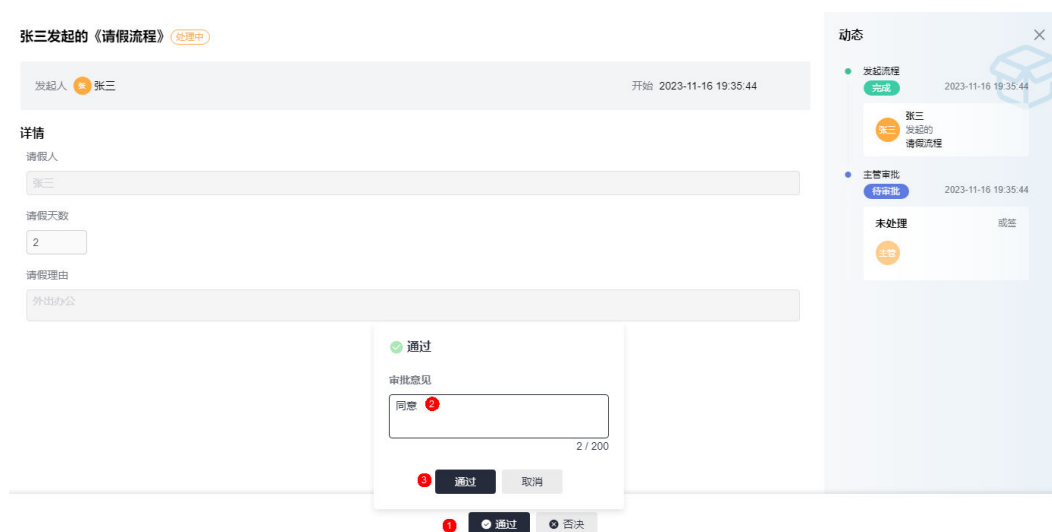 张三发起的《请假流程》 处理中
发起人 张 张三
开始 2023-11-16 19:35:44
详情
请假人
张三
请假天数
2
请假理由
外出办公
通过
审批意见
同意 2
2 / 200
3 通过 取消
1 通过 否决
动态
发起流程
完成 2023-11-16 19:35:44
张三
张三 发起的
请假流程
主管审批
待审批 2023-11-16 19:35:44
未处理 或签
主管